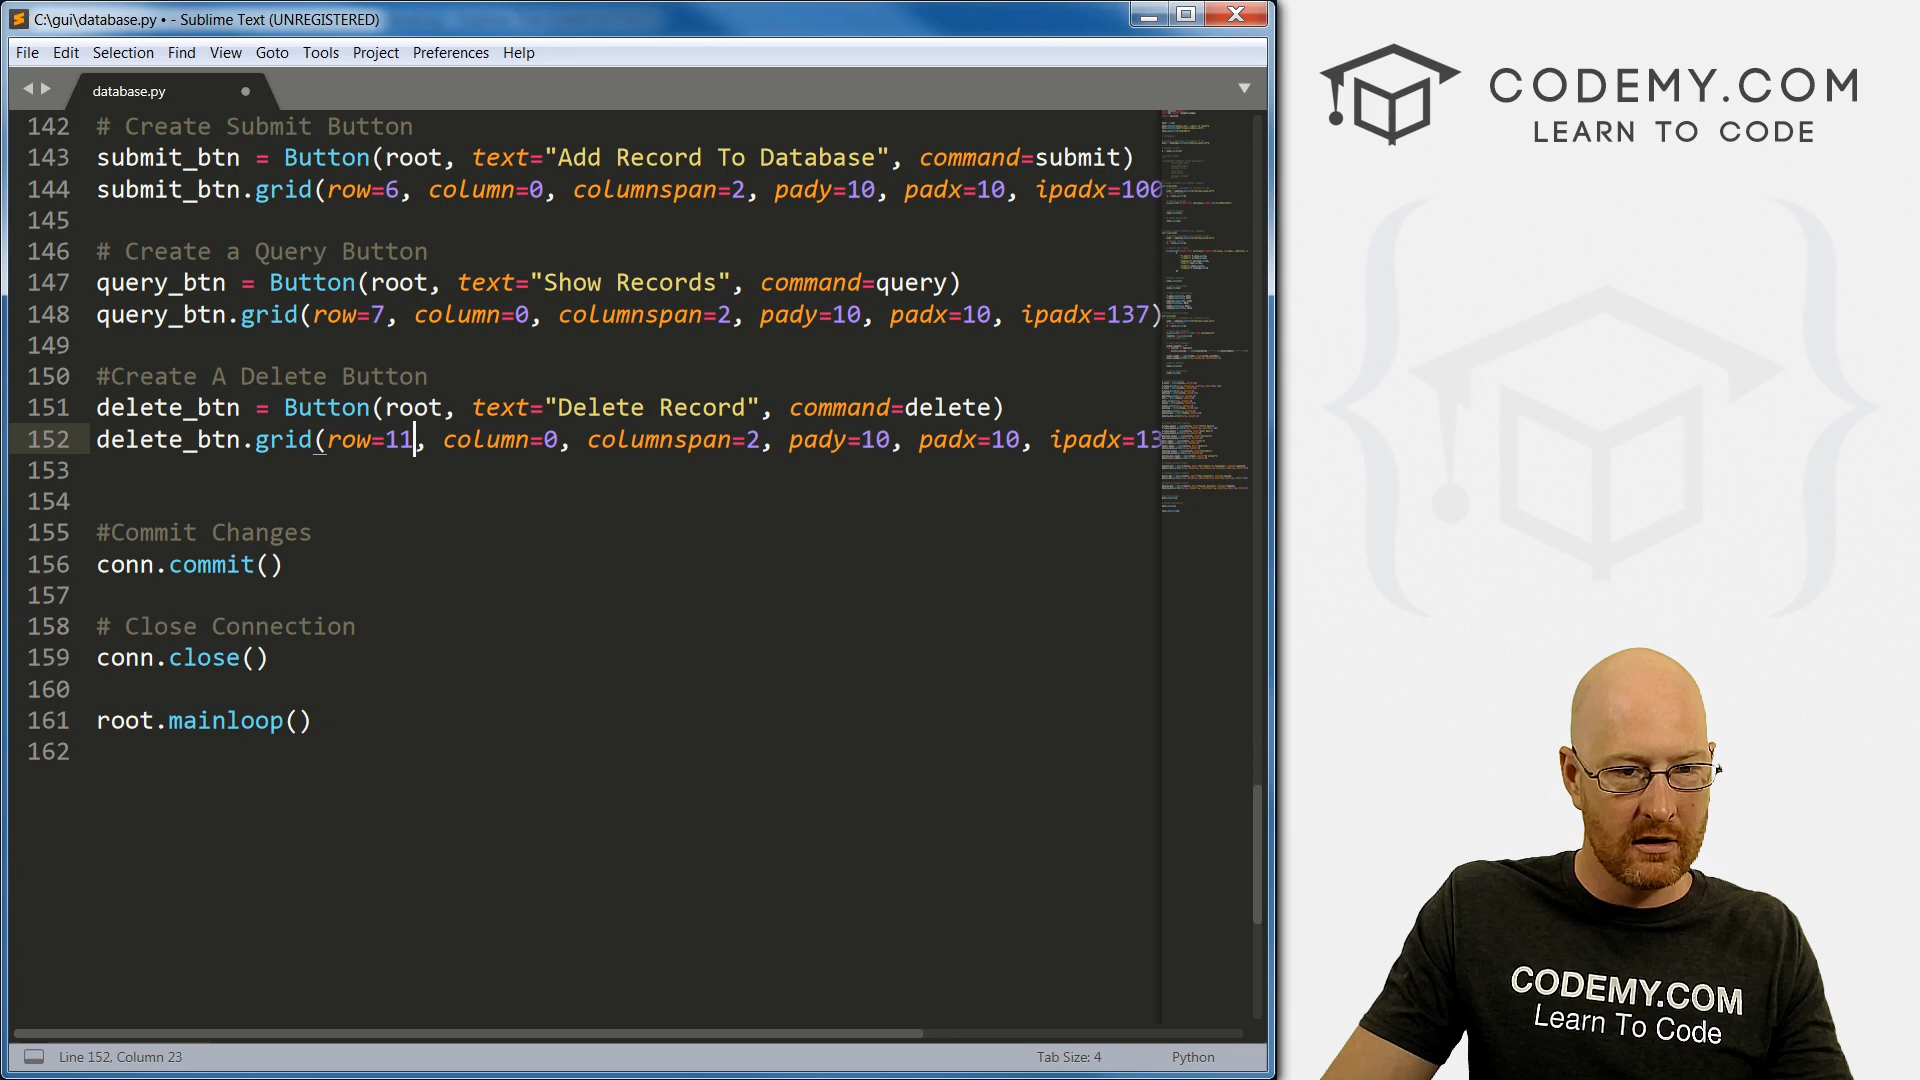 C:\gui\database.py • - Sublime Text (UNREGISTERED)
File Edit Selection Find View Goto Tools Project Preferences Help
database.py
142 # Create Submit Button
143 submit_btn = Button(root, text="Add Record To Database", command=submit)
144 submit_btn.grid(row=6, column=0, columnspan=2, pady=10, padx=10, ipadx=100
145
146 # Create a Query Button
147 query_btn = Button(root, text="Show Records", command=query)
148 query_btn.grid(row=7, column=0, columnspan=2, pady=10, padx=10, ipadx=137)
149
150 #Create A Delete Button
151 delete_btn = Button(root, text="Delete Record", command=delete)
152 delete_btn.grid(row=11, column=0, columnspan=2, pady=10, padx=10, ipadx=13
153
154
155 #Commit Changes
156 conn.commit()
157
158 # Close Connection
159 conn.close()
160
161 root.mainloop()
162
Line 152, Column 23
Tab Size: 4
Python
CODEMY.COM
LEARN TO CODE
CODEMY.COM
Learn To Code